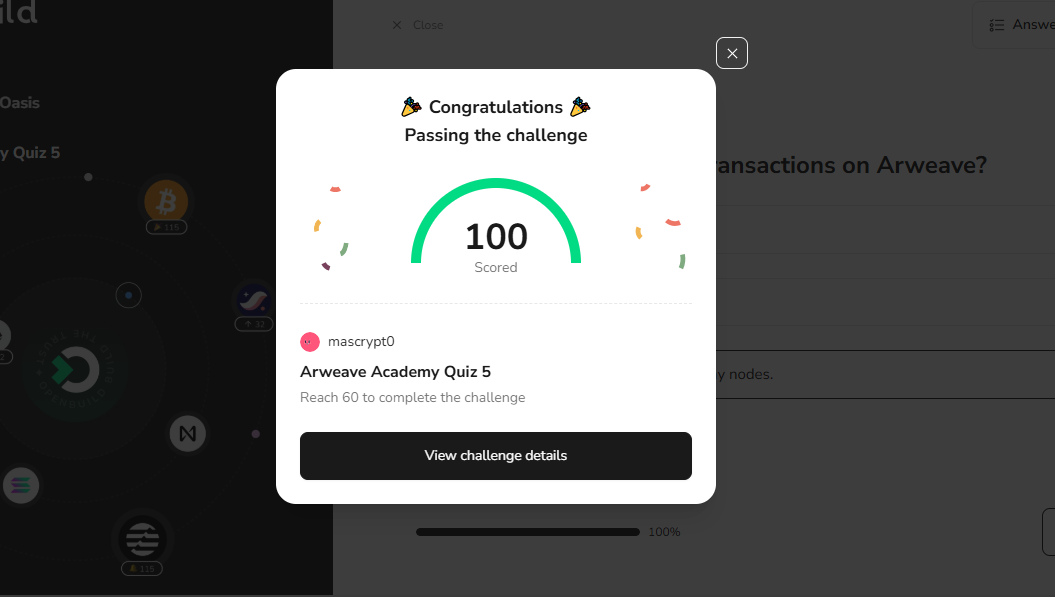 ild
Close
Answe
Oasis
y Quiz 5
Congratulations
Passing the challenge
ransactions on Arweave?
115
100
Scored
32
mascrypt0
Arweave Academy Quiz 5
y nodes.
Reach 60 to complete the challenge
View challenge details
100%
115